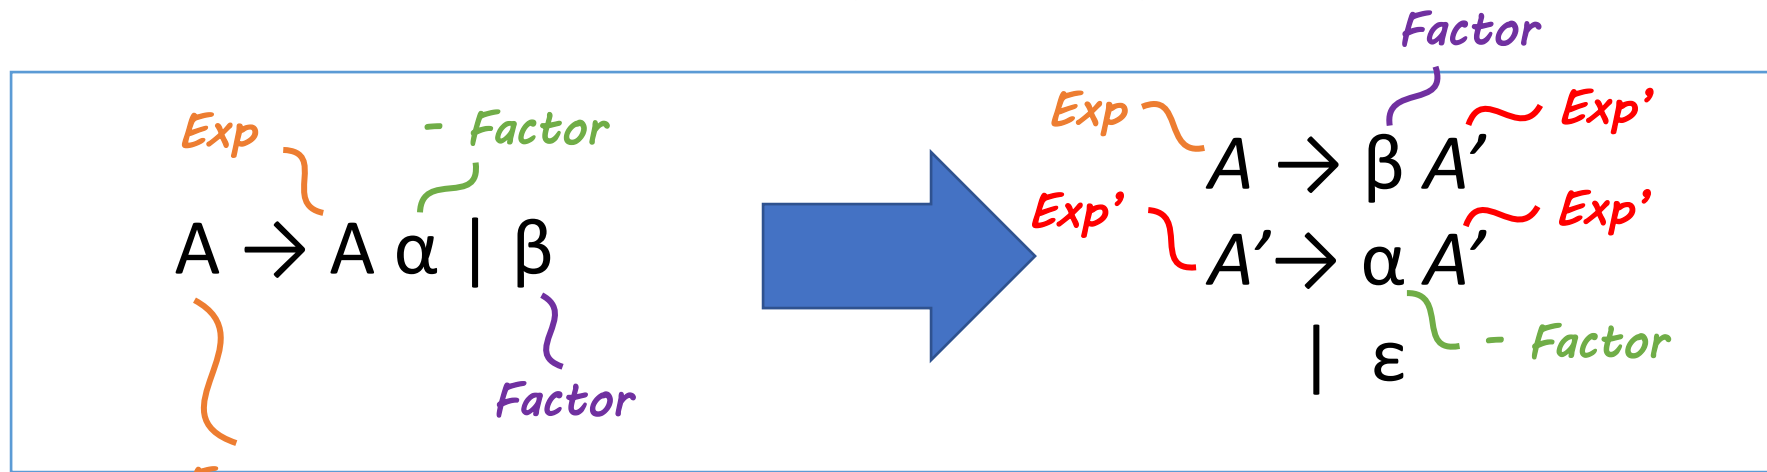 Factor
Exp - Factor
Exp
Exp'
A → β A'
A → A α | β
Exp'
Exp'
A' → α A'
- Factor
| ε
Factor